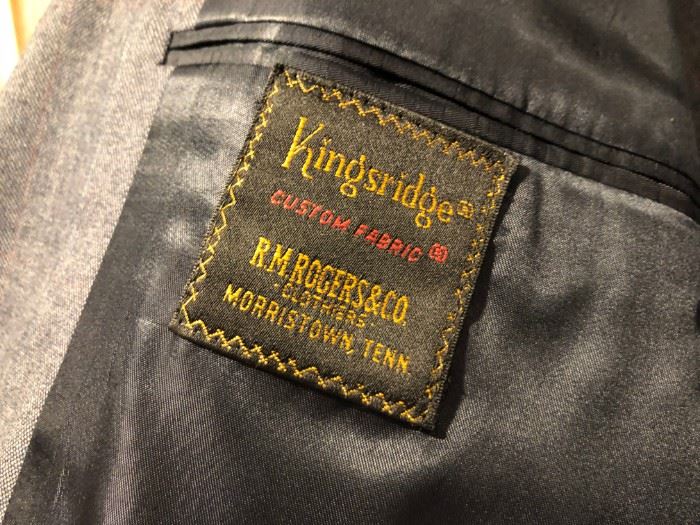 Kingsridge®
CUSTOM FABRIC ®
R.M. ROGERS & CO.
"CLOTHIERS"
MORRISTOWN, TENN.